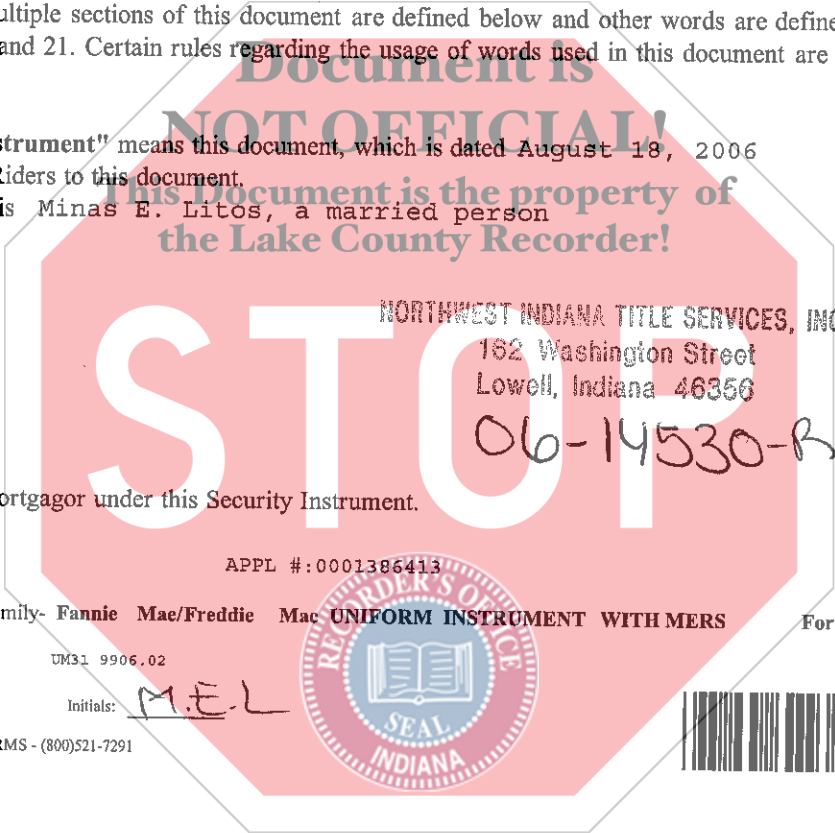 ultiple sections of this document are defined below and other words are define
and 21. Certain rules regarding the usage of words used in this document are
Document is
NOT OFFICIAL!
strument" means this document, which is dated August 18, 2006
Riders to this document.
This Document is the property of
is Minas E. Litos, a married person
the Lake County Recorder!
STOP
NORTHWEST INDIANA TITLE SERVICES, INC
162 Washington Street
Lowell, Indiana 46356
06-14530-R
ortgagor under this Security Instrument.
APPL #:0001386413
mily- Fannie Mae/Freddie Mac UNIFORM INSTRUMENT WITH MERS For
UM31 9906.02
Initials: M.E.L
RMS - (800)521-7291
RECORDER'S OFFICE
SEAL
INDIANA